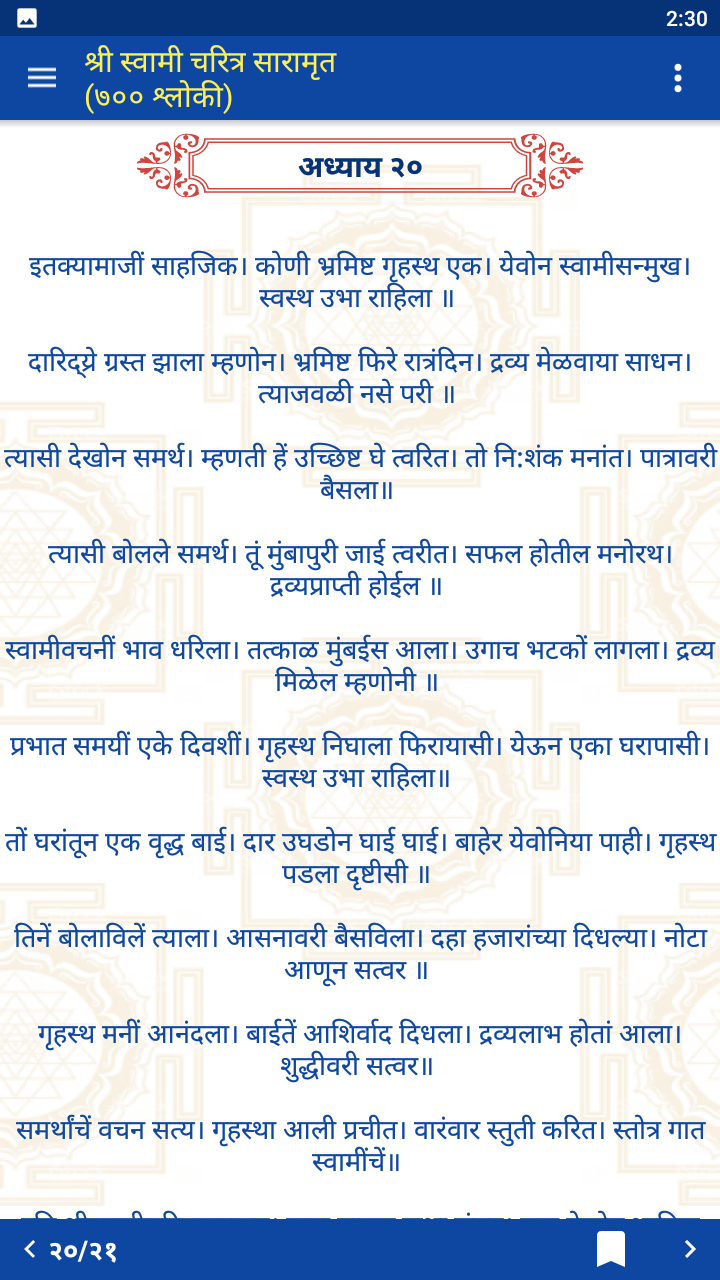 2:30
श्री स्वामी चरित्र सारामृत
(७०० श्लोकी)
अध्याय २०
इतक्यामाजीं साहजिक। कोणी भ्रमिष्ट गृहस्थ एक। येवोन स्वामीसन्मुख।
स्वस्थ उभा राहिला ॥
दारिद्य्रे ग्रस्त झाला म्हणोन। भ्रमिष्ट फिरे रात्रंदिन। द्रव्य मेळवाया साधन।
त्याजवळी नसे परी ॥
त्यासी देखोन समर्थ। म्हणती हें उच्छिष्ट घे त्वरित। तो नि:शंक मनांत। पात्रावरी
बैसला॥
त्यासी बोलले समर्थ। तूं मुंबापुरी जाई त्वरीत। सफल होतील मनोरथ।
द्रव्यप्राप्ती होईल ॥
स्वामीवचनीं भाव धरिला। तत्काळ मुंबईस आला। उगाच भटकों लागला। द्रव्य
मिळेल म्हणोनी ॥
प्रभात समयीं एके दिवशीं। गृहस्थ निघाला फिरायासी। येऊन एका घरापासी।
स्वस्थ उभा राहिला॥
तों घरांतून एक वृद्ध बाई। दार उघडोन घाई घाई। बाहेर येवोनिया पाही। गृहस्थ
पडला दृष्टीसी ॥
तिनें बोलाविलें त्याला। आसनावरी बैसविला। दहा हजारांच्या दिधल्या। नोटा
आणून सत्वर ॥
गृहस्थ मनीं आनंदला। बाईतें आशिर्वाद दिधला। द्रव्यलाभ होतां आला।
शुद्धीवरी सत्वर॥
समर्थांचें वचन सत्य। गृहस्था आली प्रचीत। वारंवार स्तुती करित। स्तोत्र गात
स्वामींचें॥
२०/२१